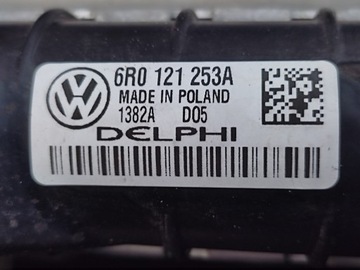 6R0 121 253A
MADE IN POLAND
1382A D05
DELPHI